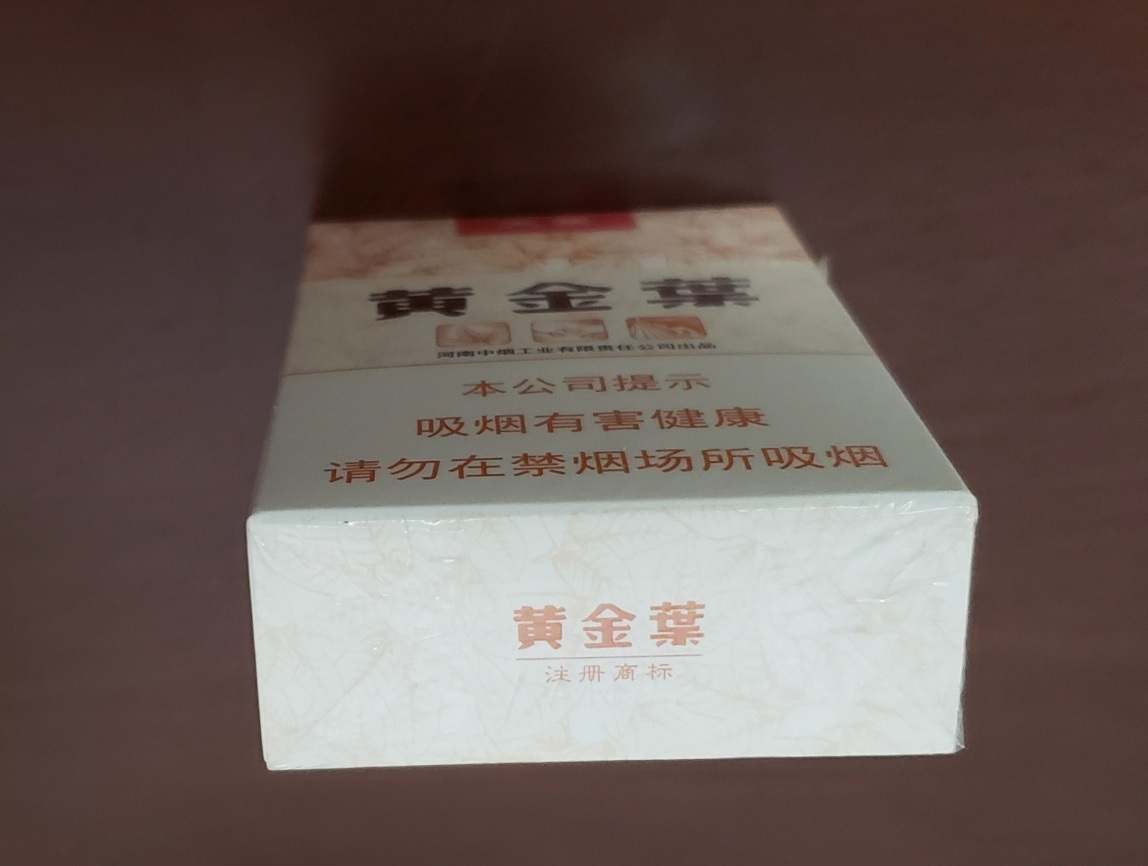 黄金葉
河南中烟工业有限责任公司出品
本公司提示
吸烟有害健康
请勿在禁烟场所吸烟
黄金葉
注册商标